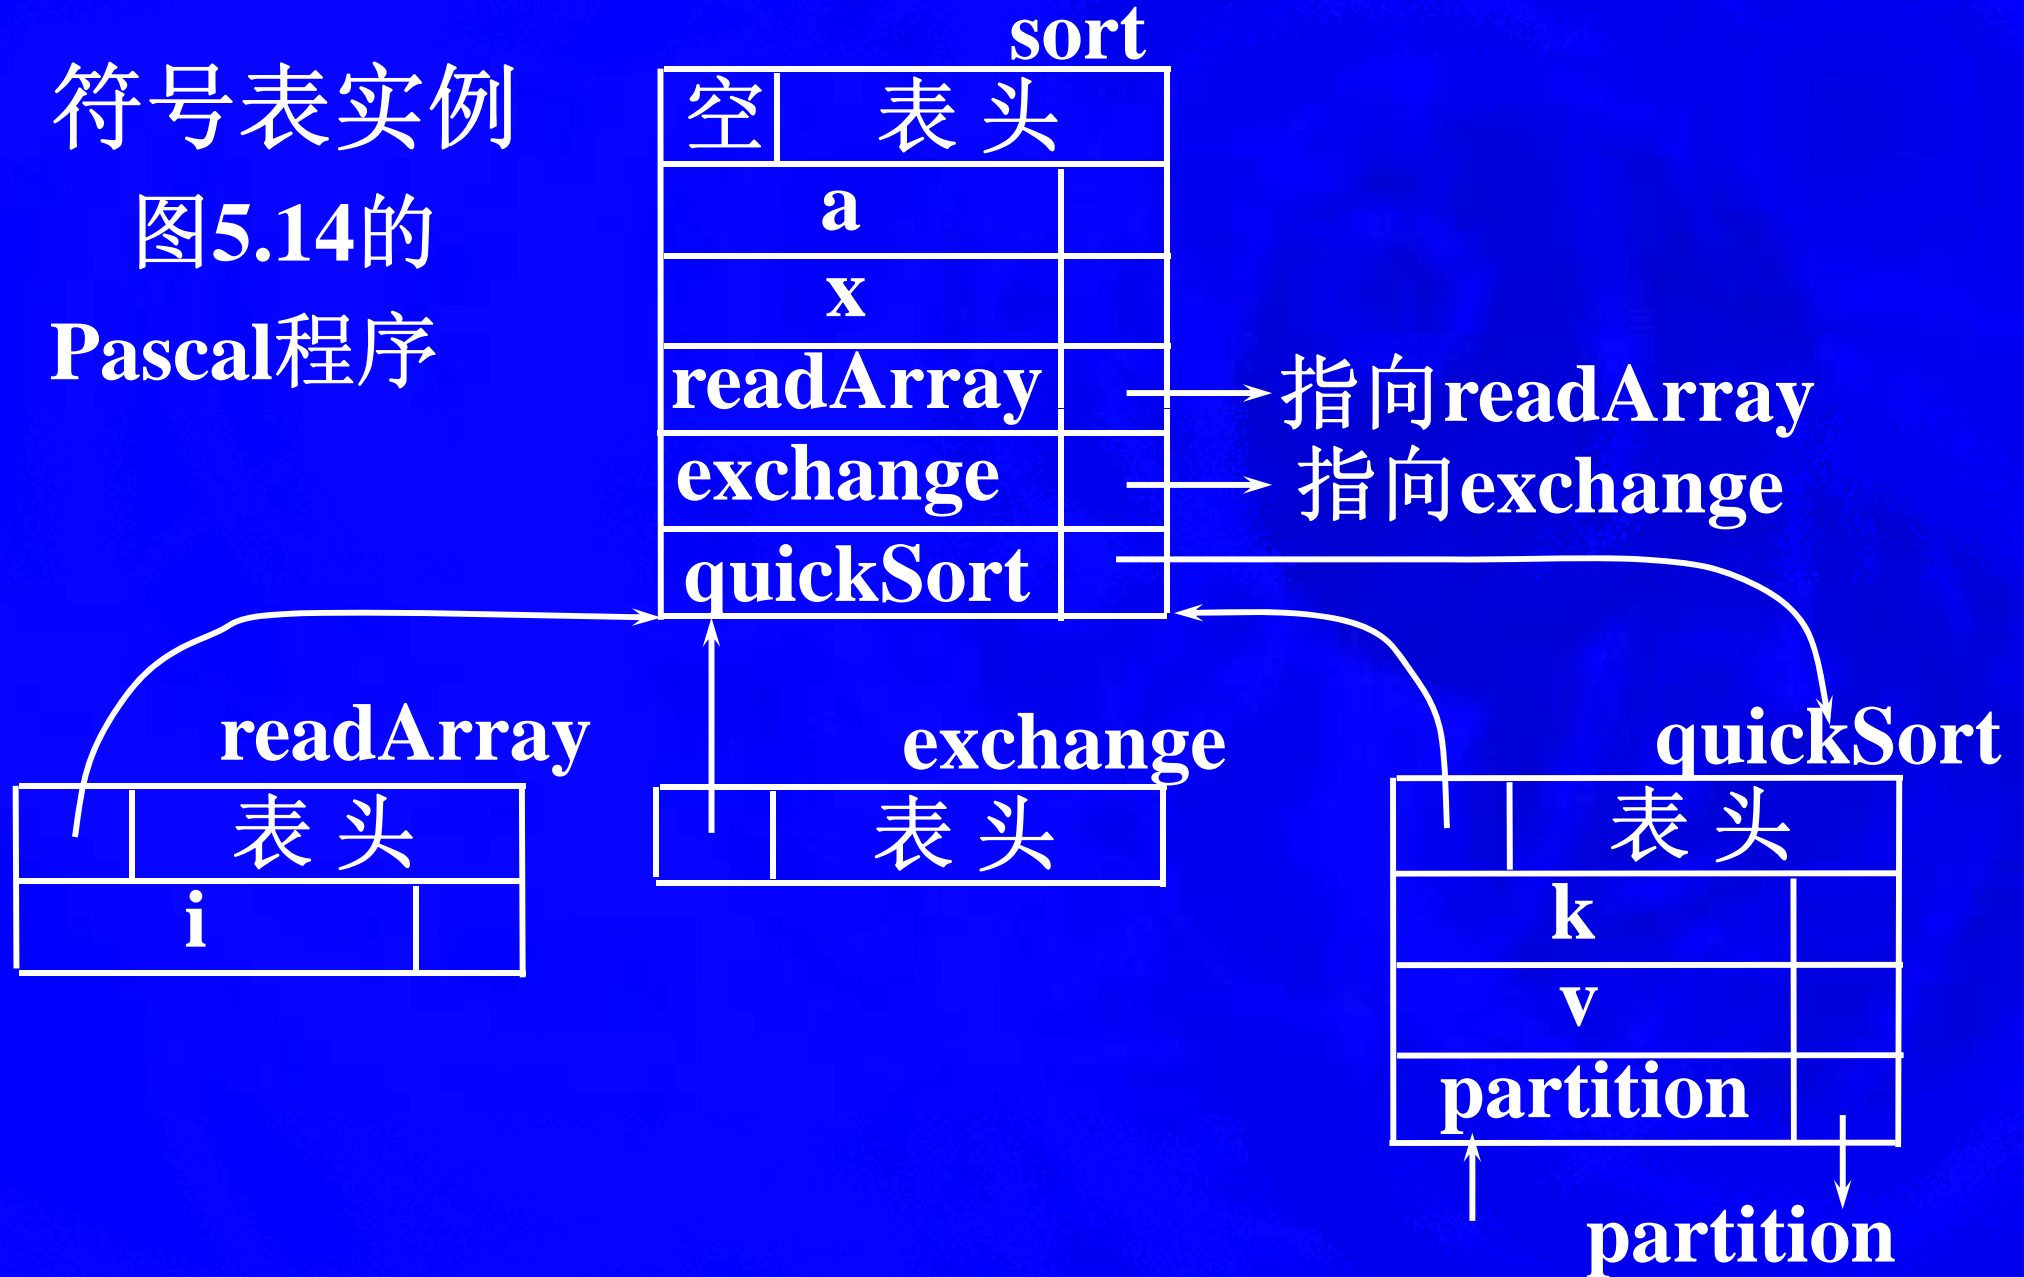 符号表实例
图5.14的
Pascal程序
sort
空 表 头
a
x
readArray 指向readArray
exchange 指向exchange
quickSort
readArray
表 头
i
exchange
表 头
quickSort
表 头
k
v
partition
partition